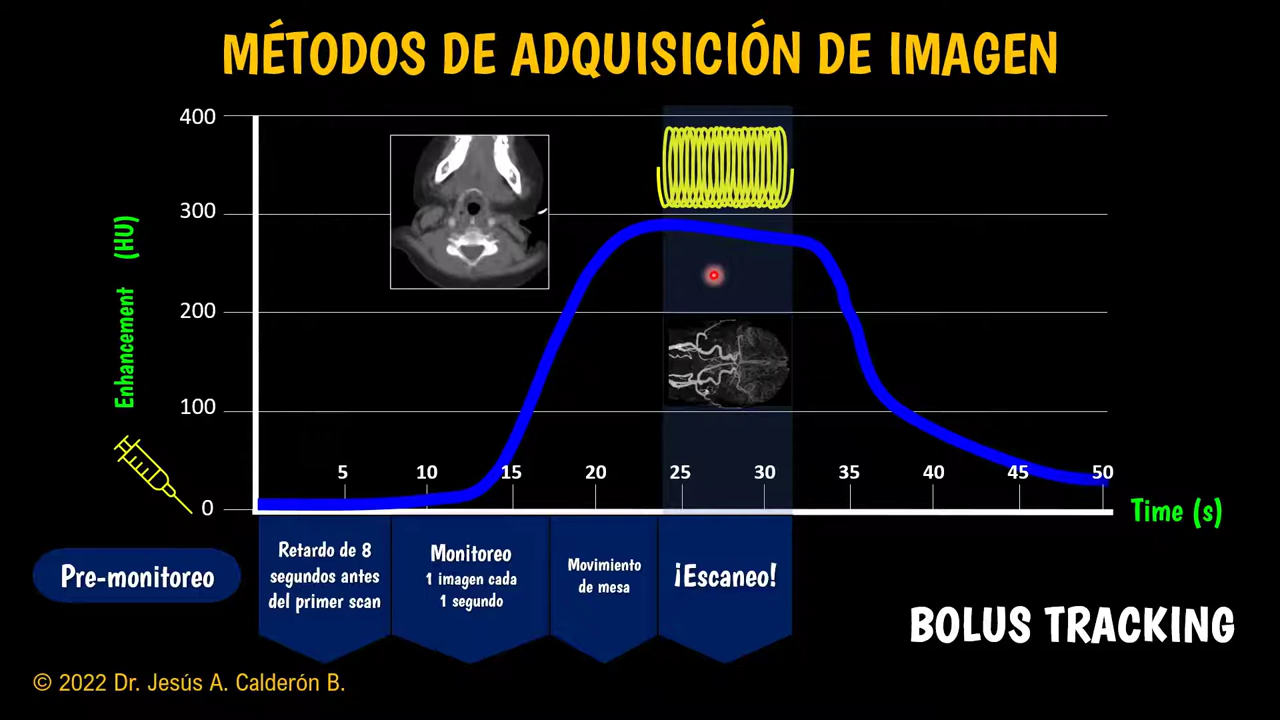 MÉTODOS DE ADQUISICIÓN DE IMAGEN
400
300
200
100
0
Enhancement (HU)
5 10 15 20 25 30 35 40 45 50
Time (s)
Pre-monitoreo
Retardo de 8
segundos antes
del primer scan
Monitoreo
1 imagen cada
1 segundo
Movimiento
de mesa
¡Escaneo!
BOLUS TRACKING
© 2022 Dr. Jesús A. Calderón B.